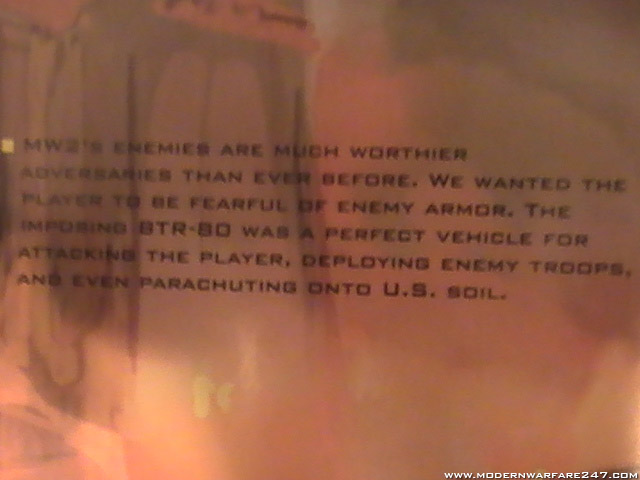 MW2'S ENEMIES ARE MUCH WORTHIER
ADVERSARIES THAN EVER BEFORE. WE WANTED THE
PLAYER TO BE FEARFUL OF ENEMY ARMOR. THE
IMPOSING BTR-80 WAS A PERFECT VEHICLE FOR
ATTACKING THE PLAYER, DEPLOYING ENEMY TROOPS,
AND EVEN PARACHUTING ONTO U.S. SOIL.
WWW.MODERNWARFARE247.COM